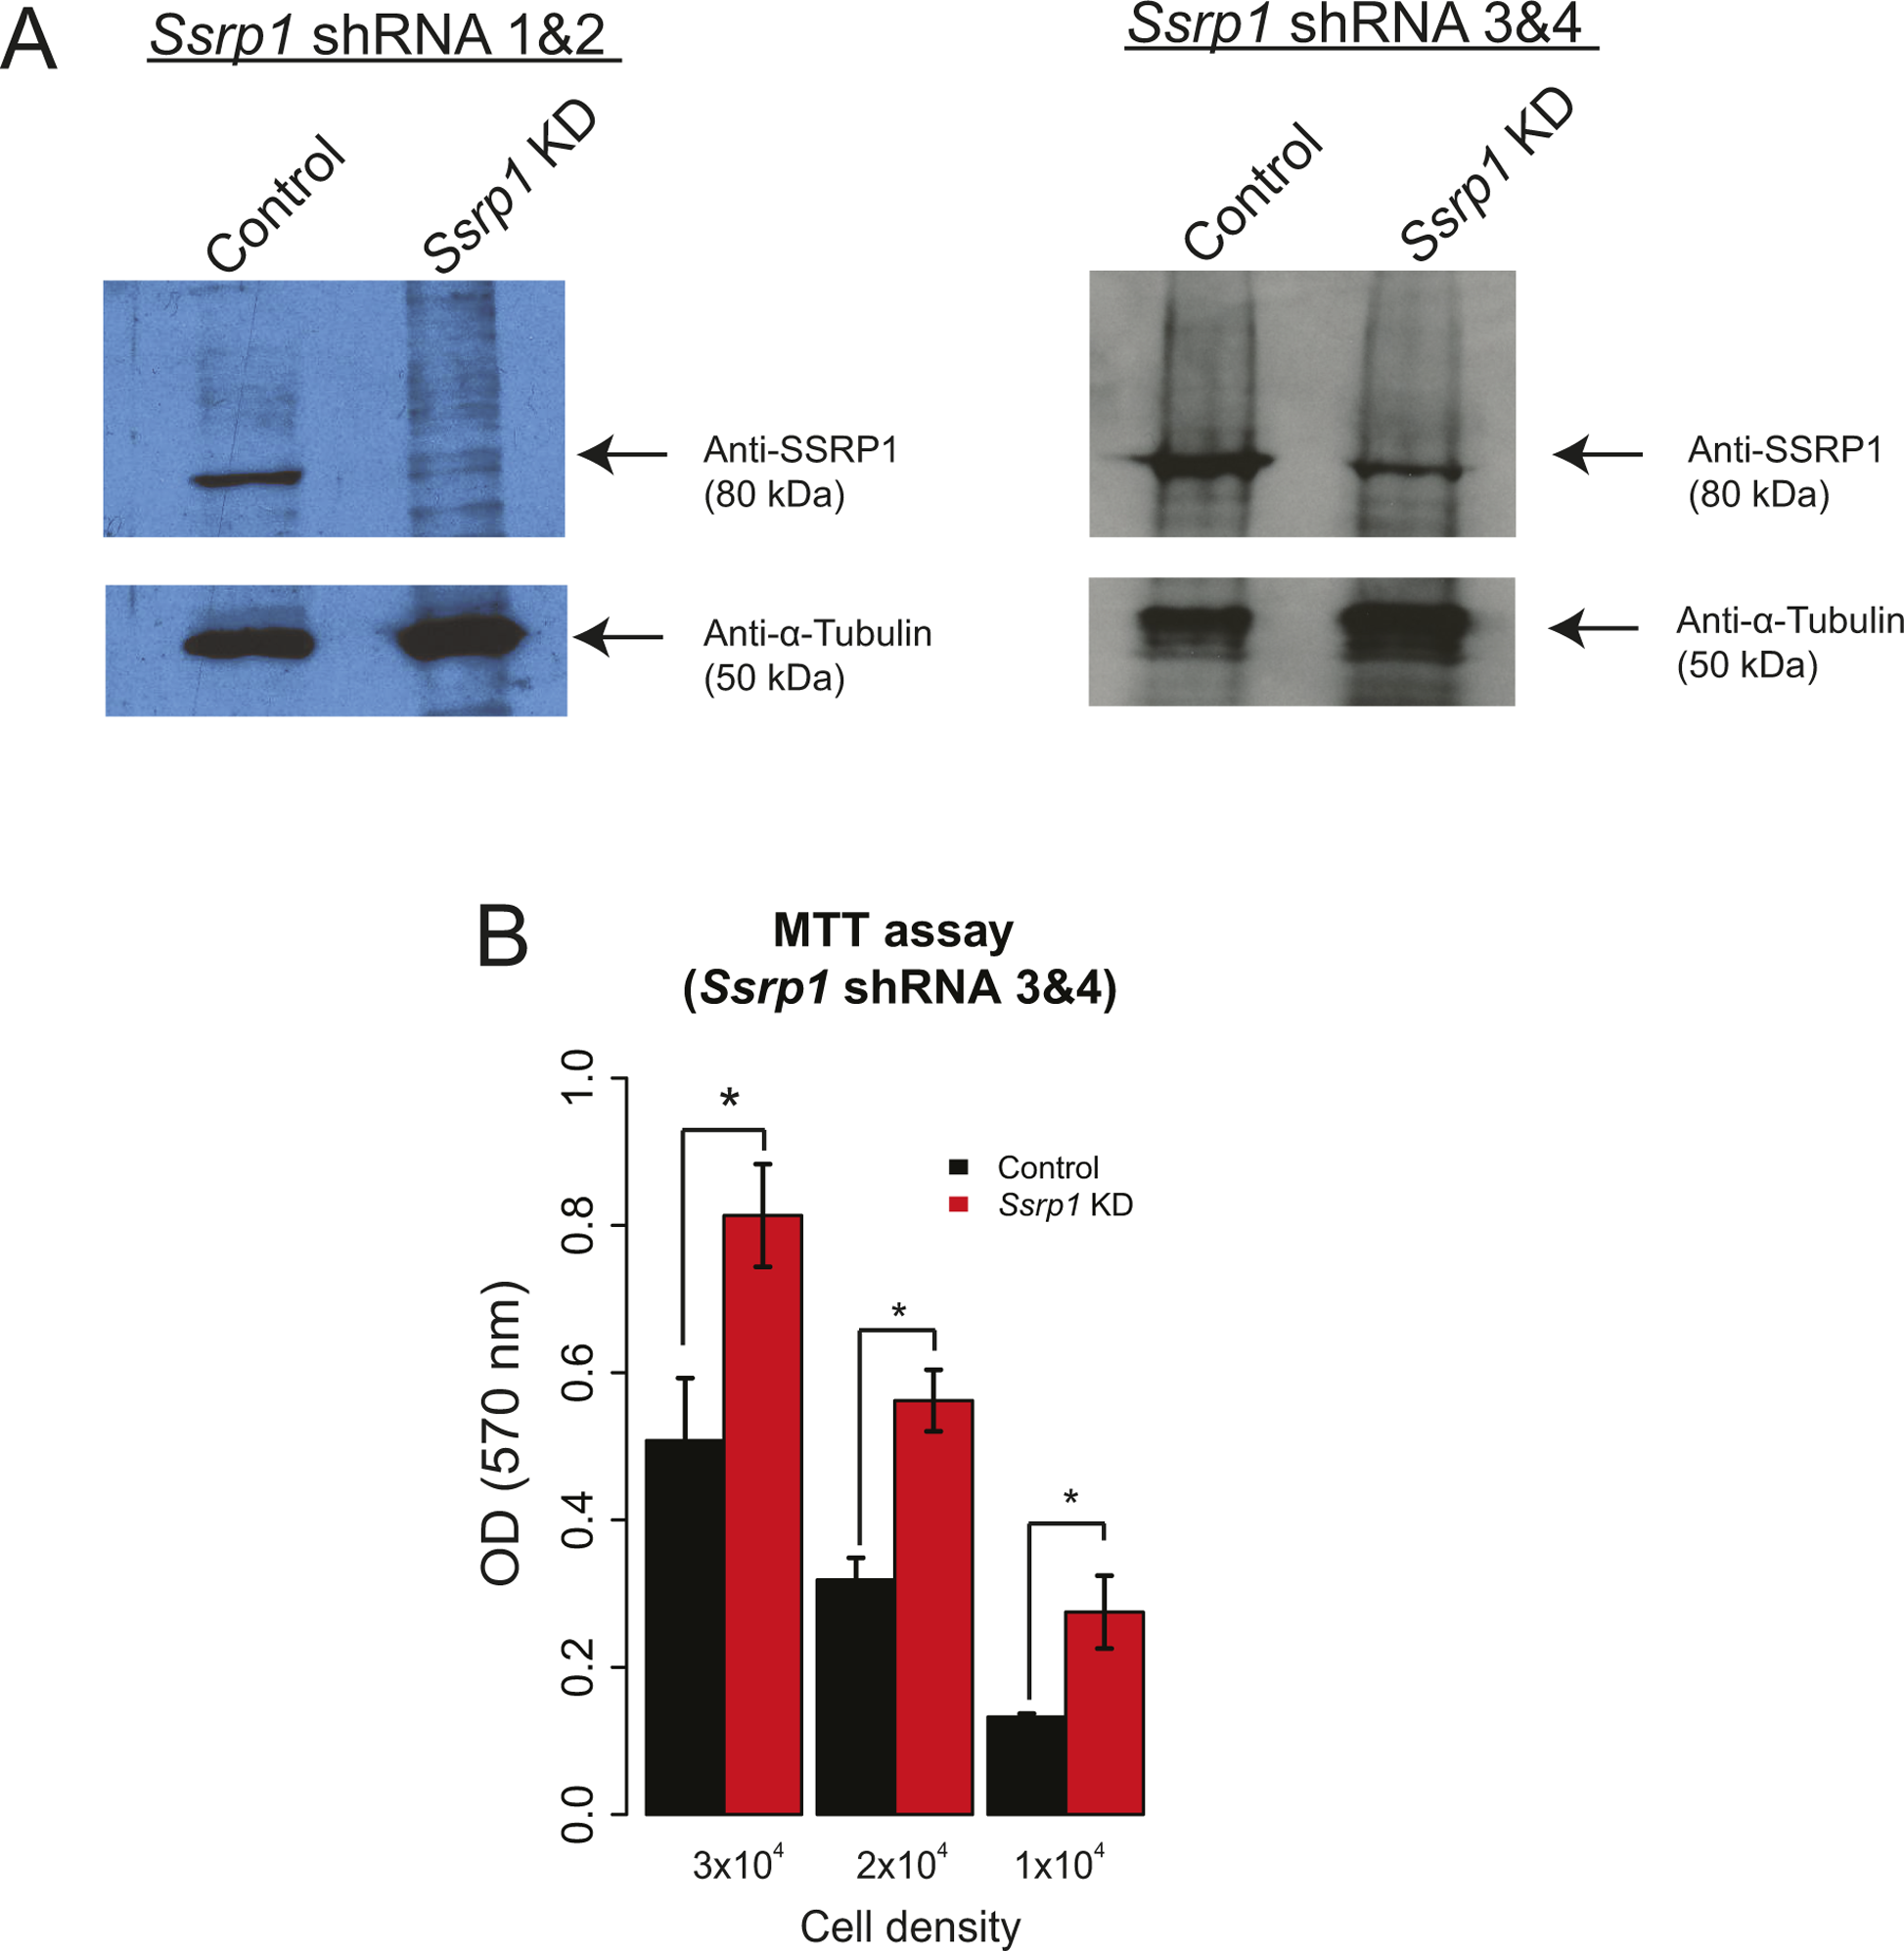 A
Ssrp1 shRNA 1&2
Ssrp1 shRNA 3&4
Control
Ssrp1 KD
Control
Ssrp1 KD
Anti-SSRP1
(80 kDa)
Anti-SSRP1
(80 kDa)
Anti-α-Tubulin
(50 kDa)
Anti-α-Tubulin
(50 kDa)
B
MTT assay
(Ssrp1 shRNA 3&4)
OD (570 nm)
1.0
0.8
0.6
0.4
0.2
0.0
*
*
*
Control
Ssrp1 KD
3x10⁴ 2x10⁴ 1x10⁴
Cell density